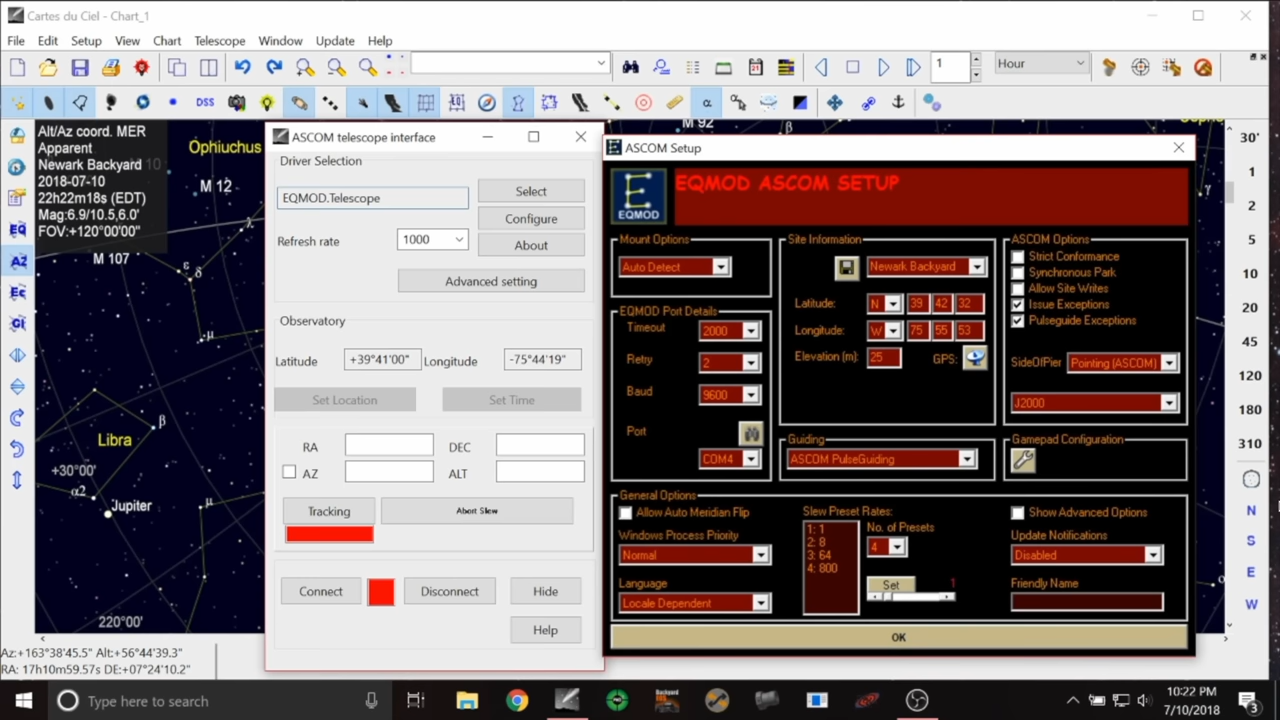 Cartes du Ciel - Chart_1
File Edit Setup View Chart Telescope Window Update Help
1 Hour
DSS
Alt/Az coord. MER
Apparent
Newark Backyard
2018-07-10
22h22m18s (EDT)
Mag:6.9/10.5,6.0'
FOV:+120°00'00"
10
Ophiuchus
M 12
M 107
δ
ε
μ
λ
β
Libra
+30°00'
α2
Jupiter
μ
220°00'
M 92
β
γ
σ
EQ
AZ
EC
GI
ASCOM telescope interface
Driver Selection
EQMOD.Telescope
Select
Configure
Refresh rate 1000
About
Advanced setting
Observatory
Latitude +39°41'00" Longitude -75°44'19"
Set Location Set Time
RA DEC
AZ ALT
Tracking Abort Slew
Connect Disconnect Hide
Help
ASCOM Setup
EQMOD
EQMOD ASCOM SETUP
Mount Options
Auto Detect
EQMOD Port Details
Timeout 2000
Retry 2
Baud 9600
Port
COM4
Site Information
Newark Backyard
Latitude: N 39 42 32
Longitude: W 75 55 53
Elevation (m): 25 GPS:
Guiding
ASCOM PulseGuiding
ASCOM Options
Strict Conformance
Synchronous Park
Allow Site Writes
Issue Exceptions
Pulseguide Exceptions
SideOfPier Pointing (ASCOM)
J2000
Gamepad Configuration
General Options
Allow Auto Meridian Flip
Windows Process Priority
Normal
Language
Locale Dependent
Slew Preset Rates:
1: 1
2: 8
3: 64
4: 800
No. of Presets
4
Set 1
Show Advanced Options
Update Notifications
Disabled
Friendly Name
OK
30'
1
2
5
10
20
45
120
180
310
N
S
E
W
Az:+163°38'45.5" Alt:+56°44'39.3"
RA: 17h10m59.57s DE:+07°24'10.2"
Type here to search
10:22 PM
7/10/2018
3